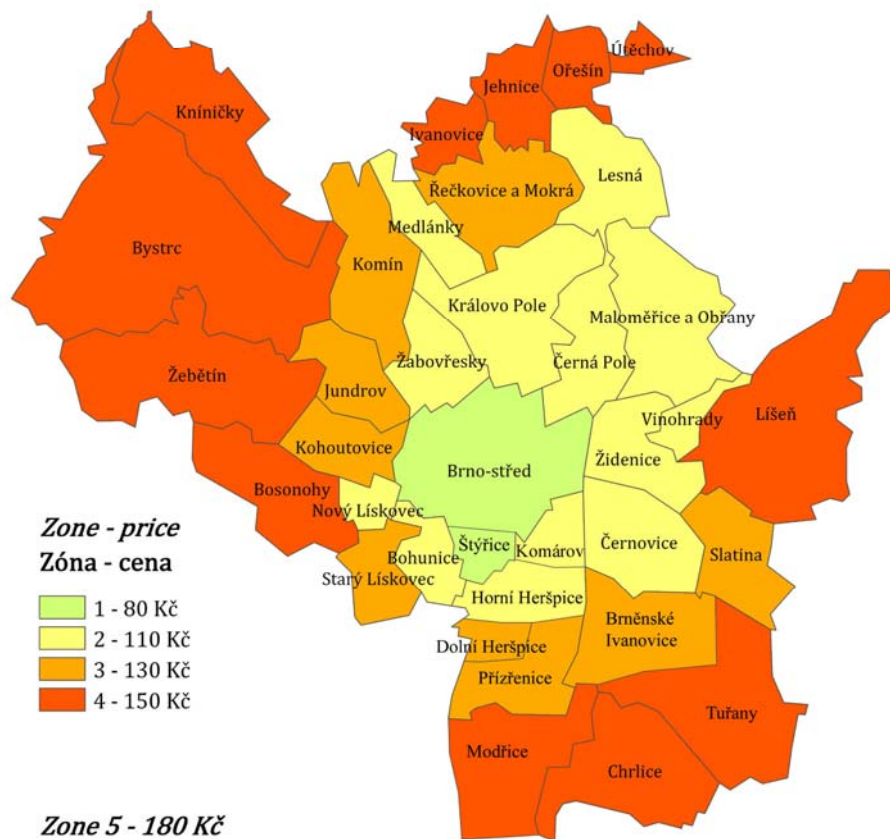 Útěchov
Ořešín
Jehnice
Kníničky
Ivanovice
Lesná
Řečkovice a Mokrá
Medlánky
Bystrc
Komín
Královo Pole
Maloměřice a Obřany
Žabovřesky
Černá Pole
Žebětín
Jundrov
Vinohrady
Líšeň
Kohoutovice
Brno-střed
Židenice
Bosonohy
Nový Lískovec
Zone - price
Zóna - cena
Štýřice
Komárov
Černovice
Slatina
Bohunice
Starý Lískovec
Horní Heršpice
1 - 80 Kč
2 - 110 Kč
3 - 130 Kč
4 - 150 Kč
Brněnské
Ivanovice
Dolní Heršpice
Přízřenice
Tuřany
Modřice
Chrlice
Zone 5 - 180 Kč